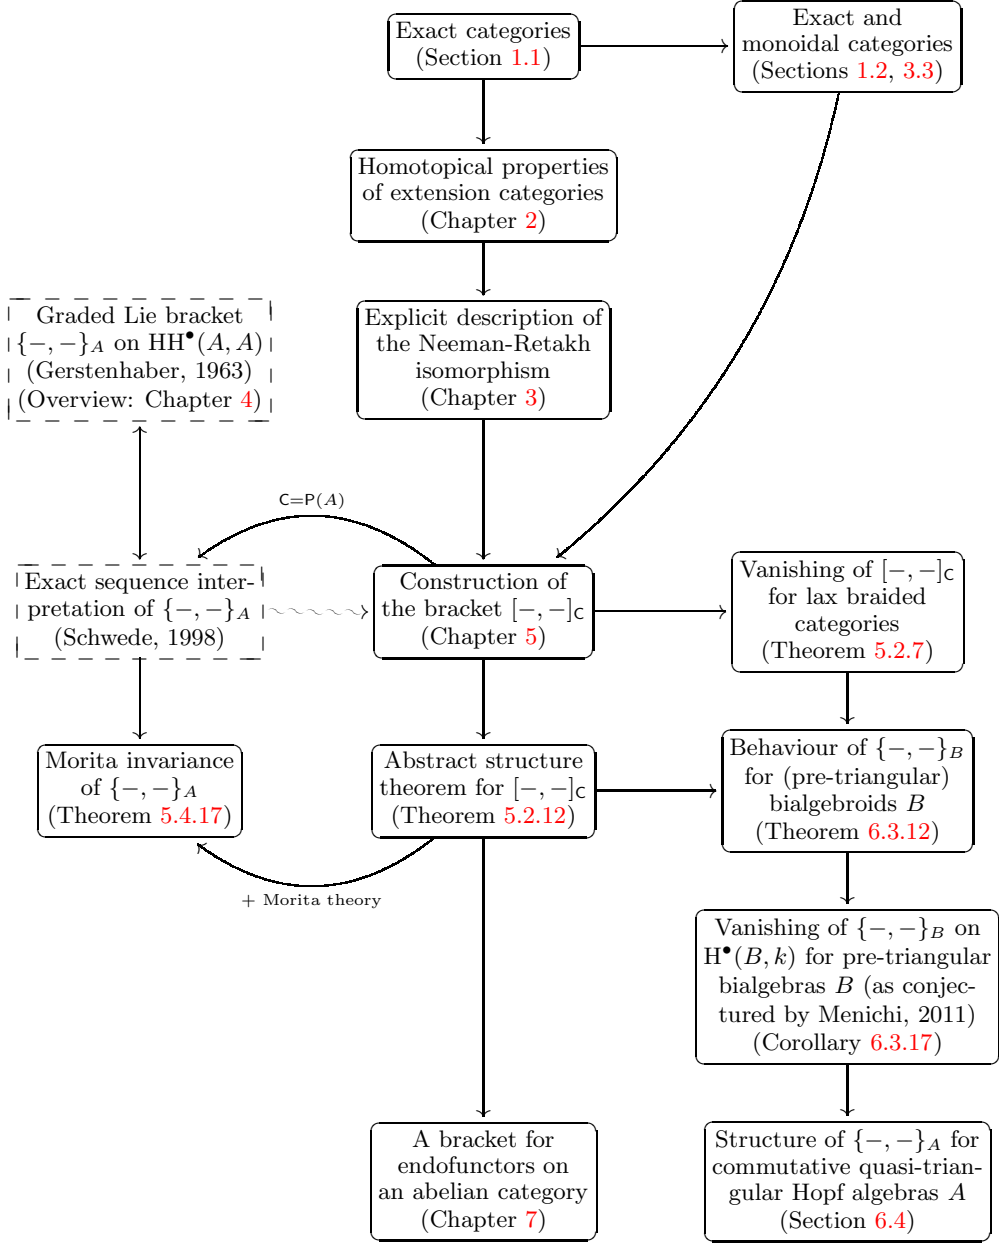 Exact categories
(Section 1.1)
Exact and
monoidal categories
(Sections 1.2, 3.3)
Homotopical properties
of extension categories
(Chapter 2)
Graded Lie bracket
{−, −}_A on HH^•(A, A)
(Gerstenhaber, 1963)
(Overview: Chapter 4)
Explicit description of
the Neeman-Retakh
isomorphism
(Chapter 3)
C=P(A)
Exact sequence inter-
pretation of {−, −}_A
(Schwede, 1998)
Construction of
the bracket [−, −]_C
(Chapter 5)
Vanishing of [−, −]_C
for lax braided
categories
(Theorem 5.2.7)
Morita invariance
of {−, −}_A
(Theorem 5.4.17)
Abstract structure
theorem for [−, −]_C
(Theorem 5.2.12)
Behaviour of {−, −}_B
for (pre-triangular)
bialgebroids B
(Theorem 6.3.12)
+ Morita theory
Vanishing of {−, −}_B on
H^•(B, k) for pre-triangular
bialgebras B (as conjec-
tured by Menichi, 2011)
(Corollary 6.3.17)
A bracket for
endofunctors on
an abelian category
(Chapter 7)
Structure of {−, −}_A for
commutative quasi-trian-
gular Hopf algebras A
(Section 6.4)